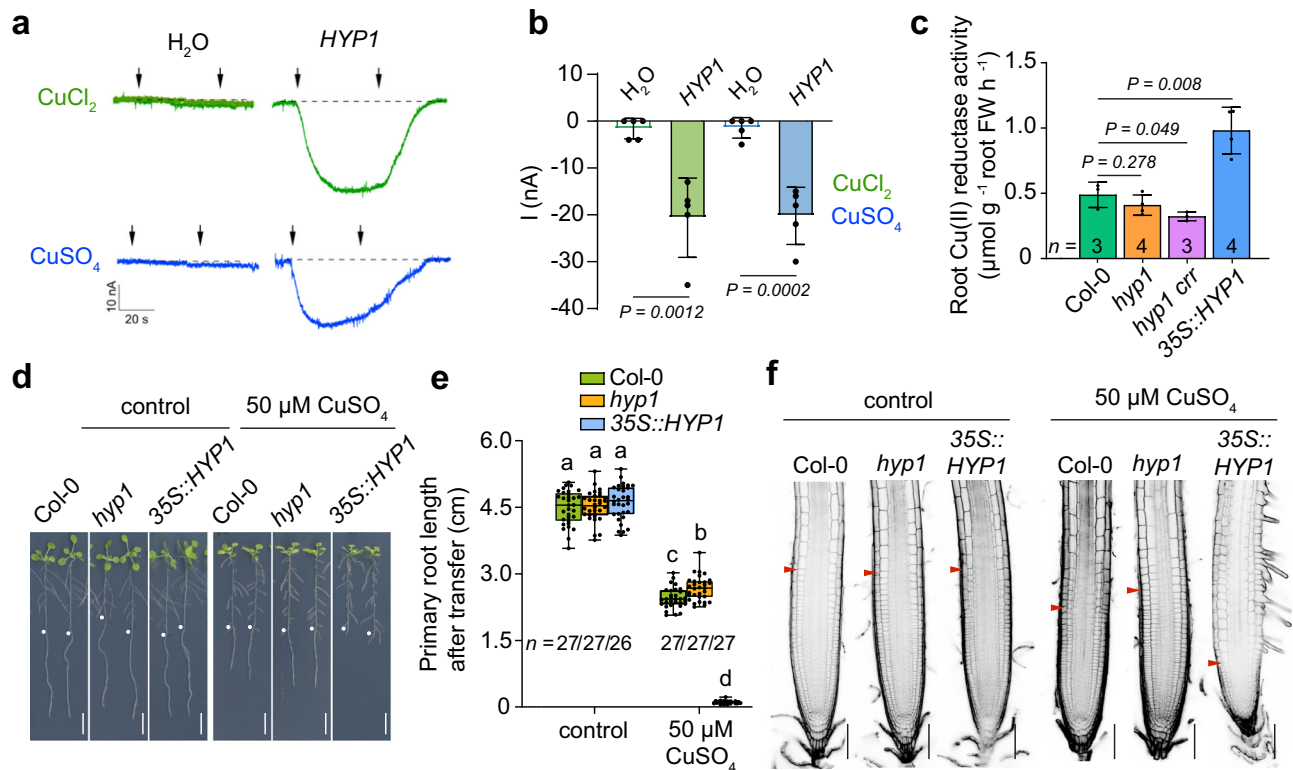 a
H₂O
HYP1
CuCl₂
CuSO₄
10 nA
20 s
b
H₂O
HYP1
H₂O
HYP1
10
0
-10
-20
-30
-40
I (nA)
CuCl₂
CuSO₄
P = 0.0012
P = 0.0002
c
Root Cu(II) reductase activity
(μmol g ⁻¹ root FW h⁻¹)
1.5
1.0
0.5
0
P = 0.008
P = 0.049
P = 0.278
n =
3
4
3
4
Col-0
hyp1
hyp1 crr
35S::HYP1
d
control
50 μM CuSO₄
Col-0
hyp1
35S::HYP1
Col-0
hyp1
35S::HYP1
e
Col-0
hyp1
35S::HYP1
Primary root length
after transfer (cm)
6.0
4.5
3.0
1.5
0
a
a
a
c
b
d
n = 27/27/26
27/27/27
control
50 μM
CuSO₄
f
control
50 μM CuSO₄
Col-0
hyp1
35S::
HYP1
Col-0
hyp1
35S::
HYP1